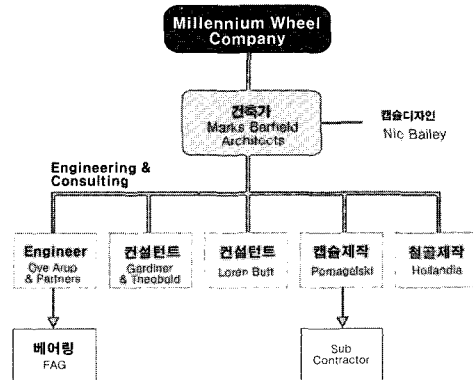 Millennium Wheel
Company
건축가
Marks Barfield
Architects
캡슐디자인
Nic Bailey
Engineering &
Consulting
Engineer
Ove Arup
& Partners
컨설턴트
Gardiner
& Theobold
컨설턴트
Loren Butt
캡슐제작
Pomagalski
철골제작
Hollandia
베어링
FAG
Sub
Contractor